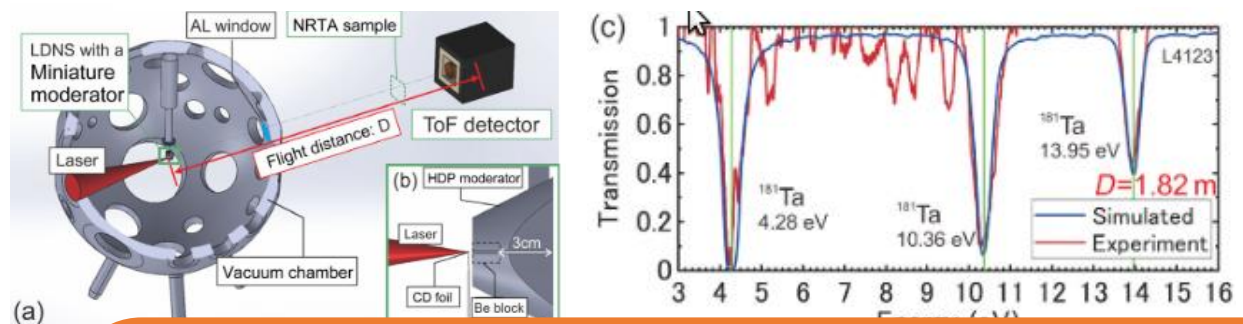 AL window
NRTA sample
LDNS with a
Miniature
moderator
ToF detector
Flight distance: D
Laser
(b)
HDP moderator
Laser
3cm
CD foil
Be block
Vacuum chamber
(a)
(c)
Transmission
1
0.8
0.6
0.4
0.2
0
L4123
181Ta
13.95 eV
181Ta
4.28 eV
181Ta
10.36 eV
D=1.82 m
Simulated
Experiment
3 4 5 6 7 8 9 10 11 12 13 14 15 16